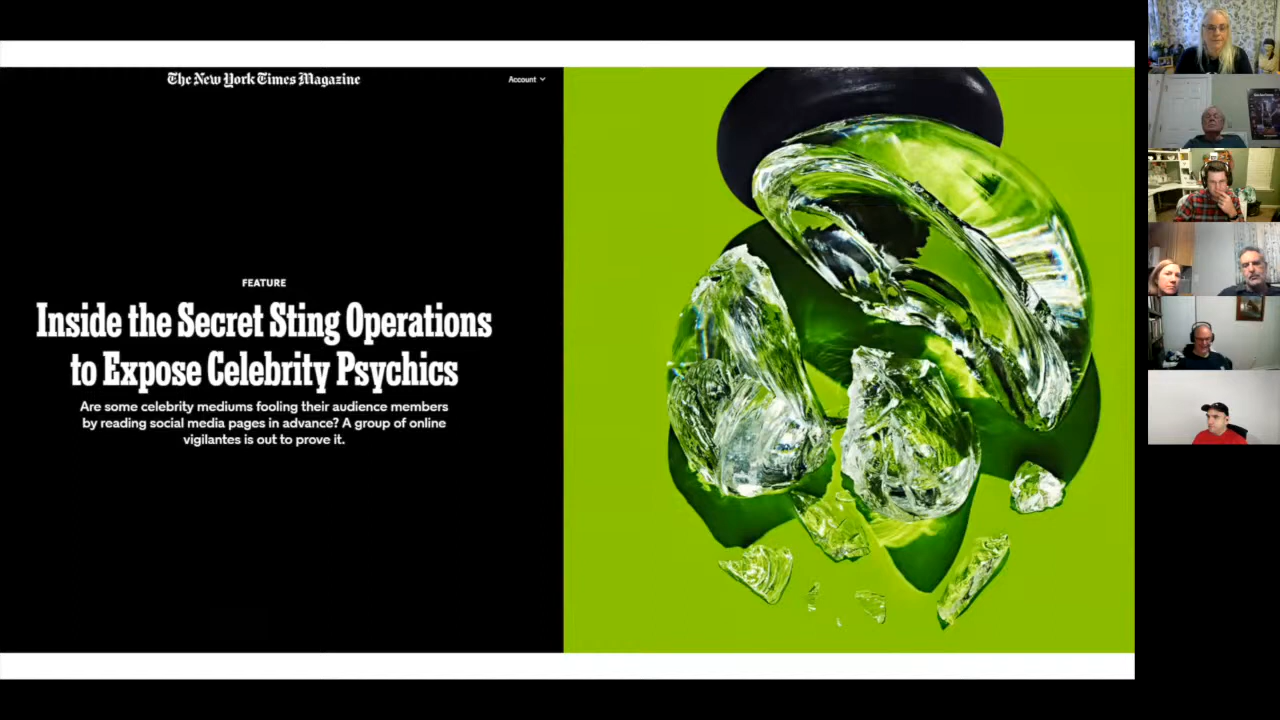 The New York Times Magazine
Account
FEATURE
Inside the Secret Sting Operations
to Expose Celebrity Psychics
Are some celebrity mediums fooling their audience members
by reading social media pages in advance? A group of online
vigilantes is out to prove it.